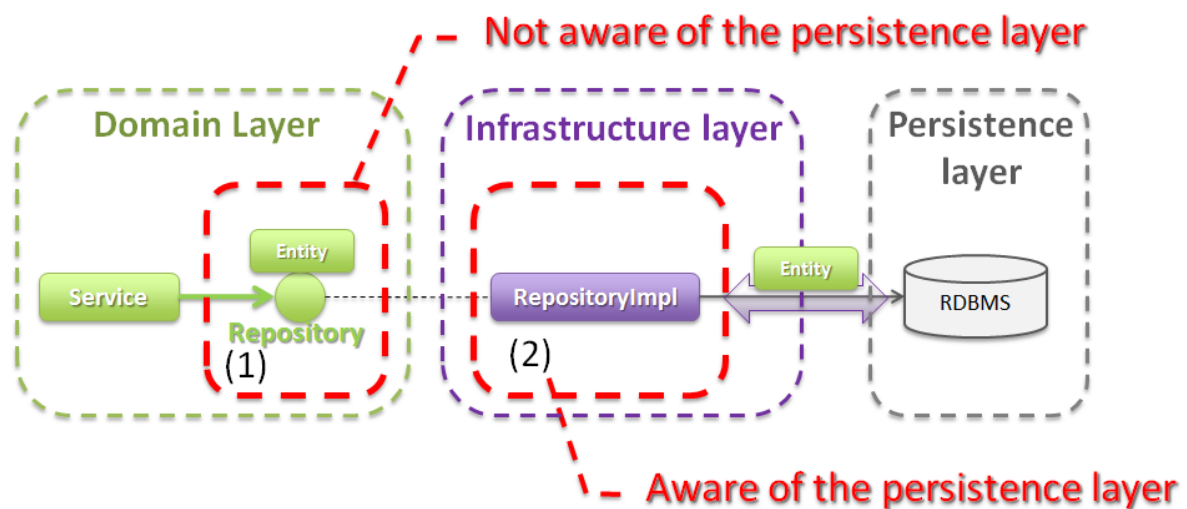 Not aware of the persistence layer
Domain Layer
Infrastructure layer
Persistence
layer
Entity
Entity
Service
RepositoryImpl
RDBMS
Repository
(1)
(2)
Aware of the persistence layer